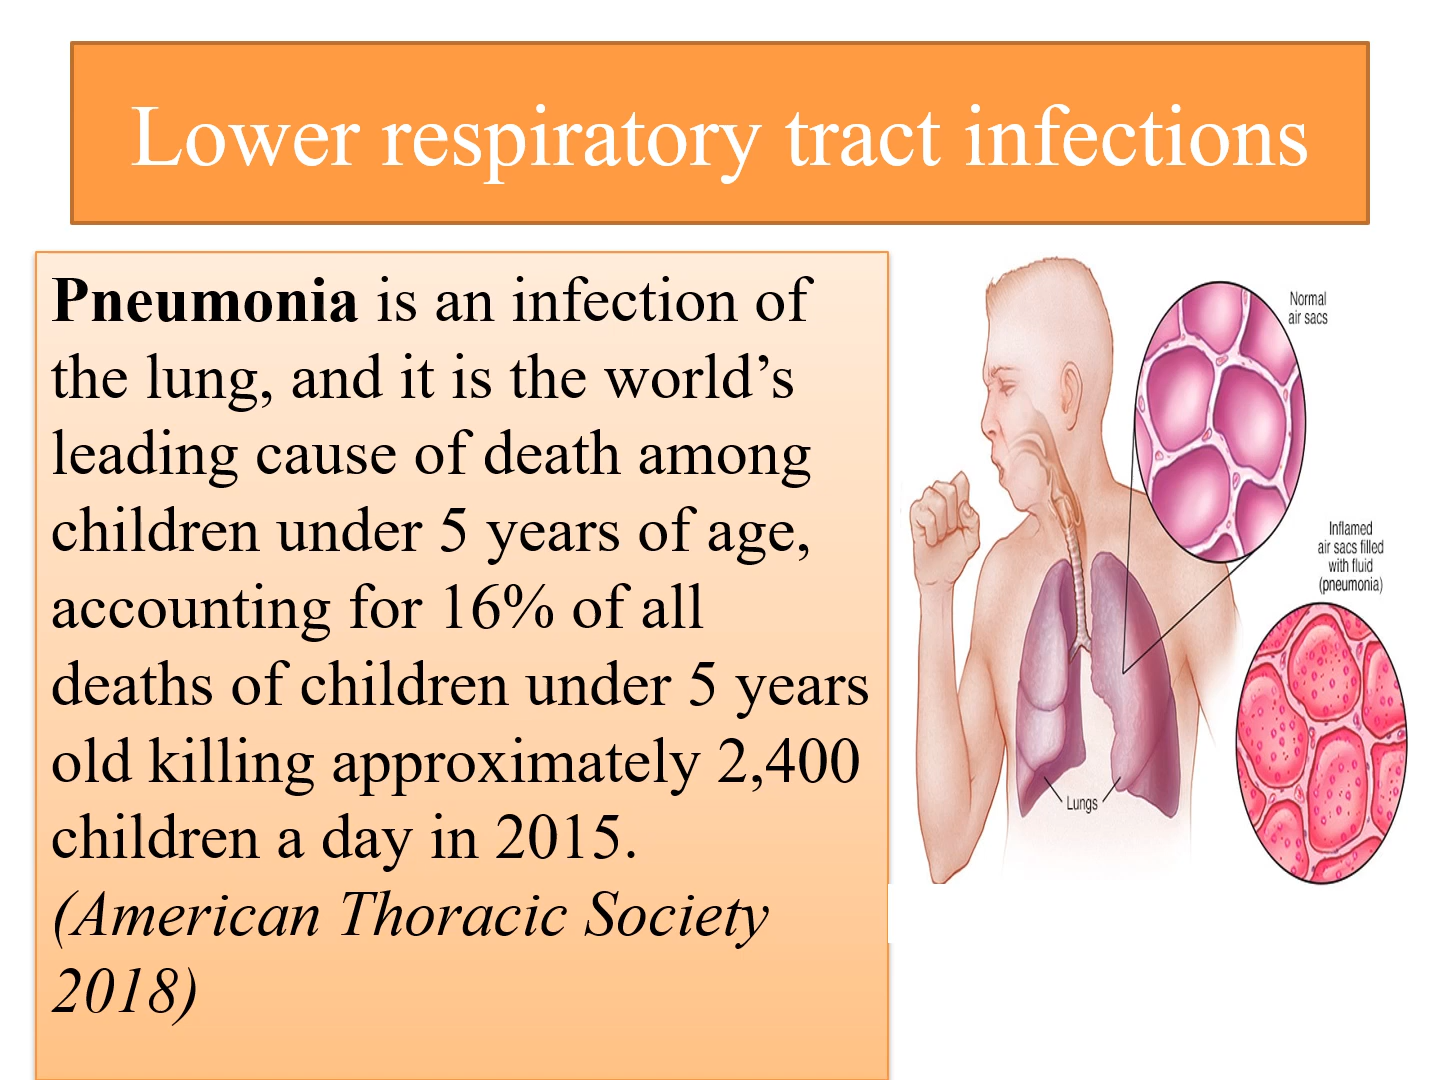 Lower respiratory tract infections
Pneumonia is an infection of
the lung, and it is the world’s
leading cause of death among
children under 5 years of age,
accounting for 16% of all
deaths of children under 5 years
old killing approximately 2,400
children a day in 2015.
(American Thoracic Society
2018)
Normal
air sacs
Inflamed
air sacs filled
with fluid
(pneumonia)
Lungs